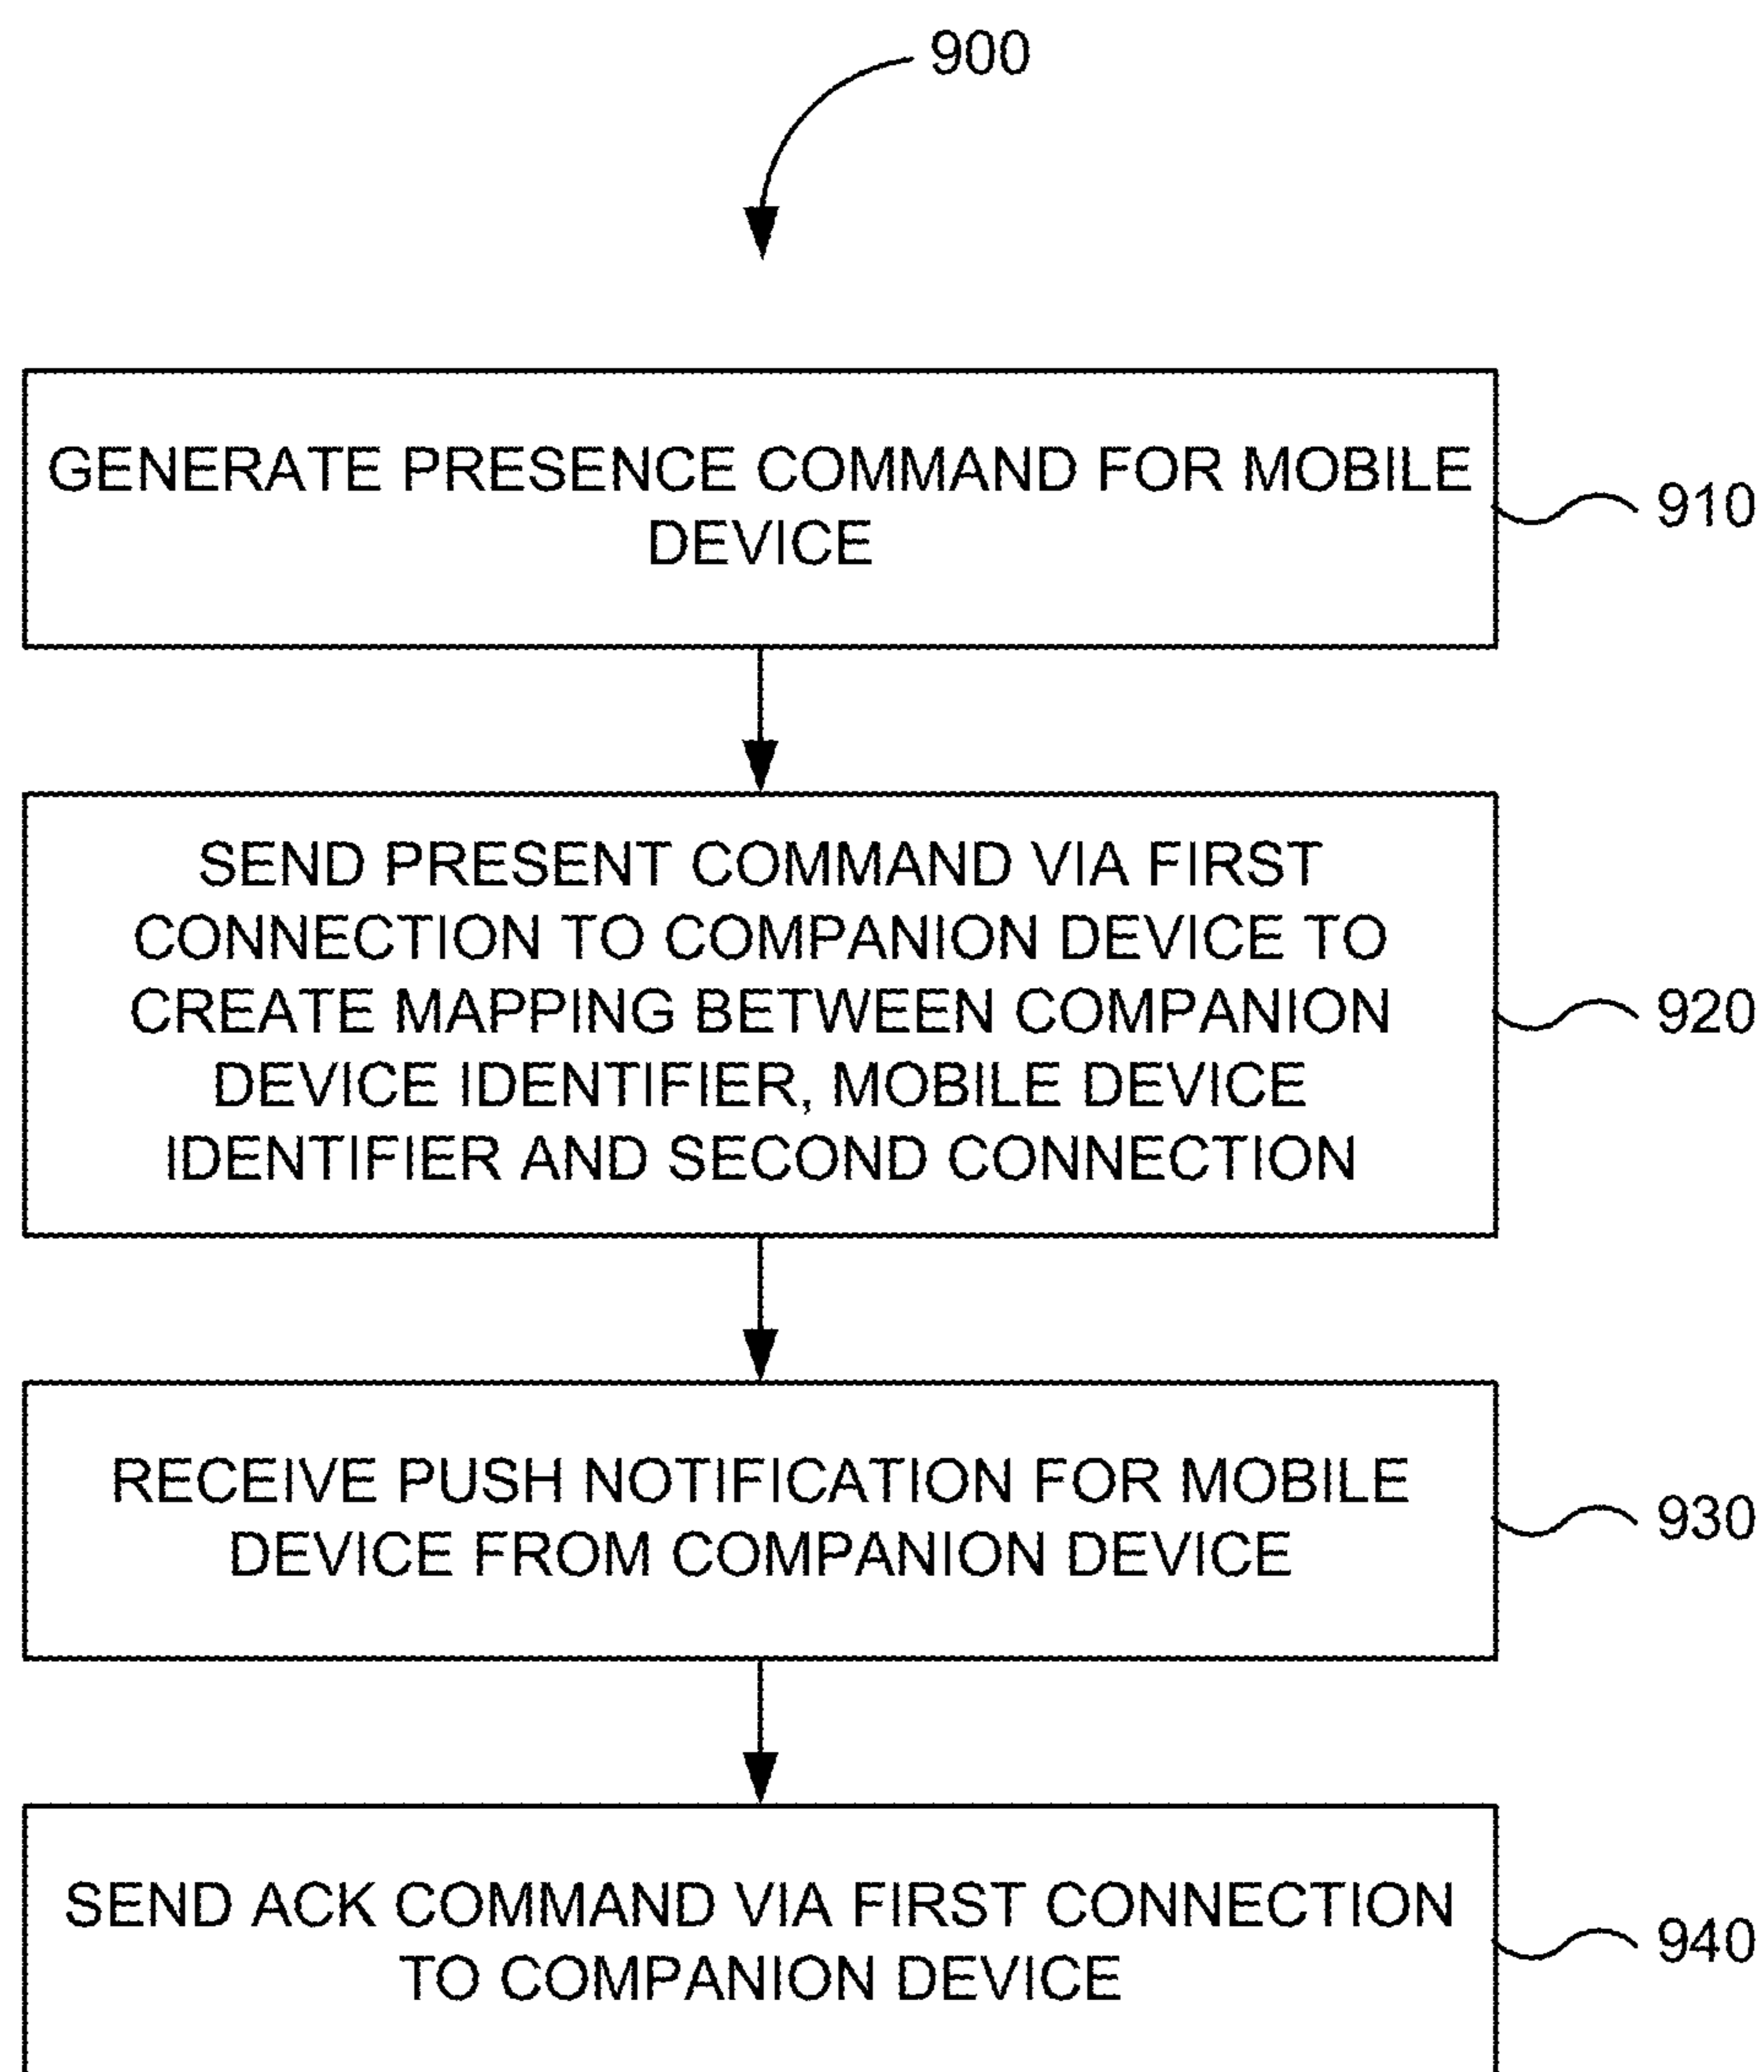 900
GENERATE PRESENCE COMMAND FOR MOBILE
DEVICE
910
SEND PRESENT COMMAND VIA FIRST
CONNECTION TO COMPANION DEVICE TO
CREATE MAPPING BETWEEN COMPANION
DEVICE IDENTIFIER, MOBILE DEVICE
IDENTIFIER AND SECOND CONNECTION
920
RECEIVE PUSH NOTIFICATION FOR MOBILE
DEVICE FROM COMPANION DEVICE
930
SEND ACK COMMAND VIA FIRST CONNECTION
TO COMPANION DEVICE
940